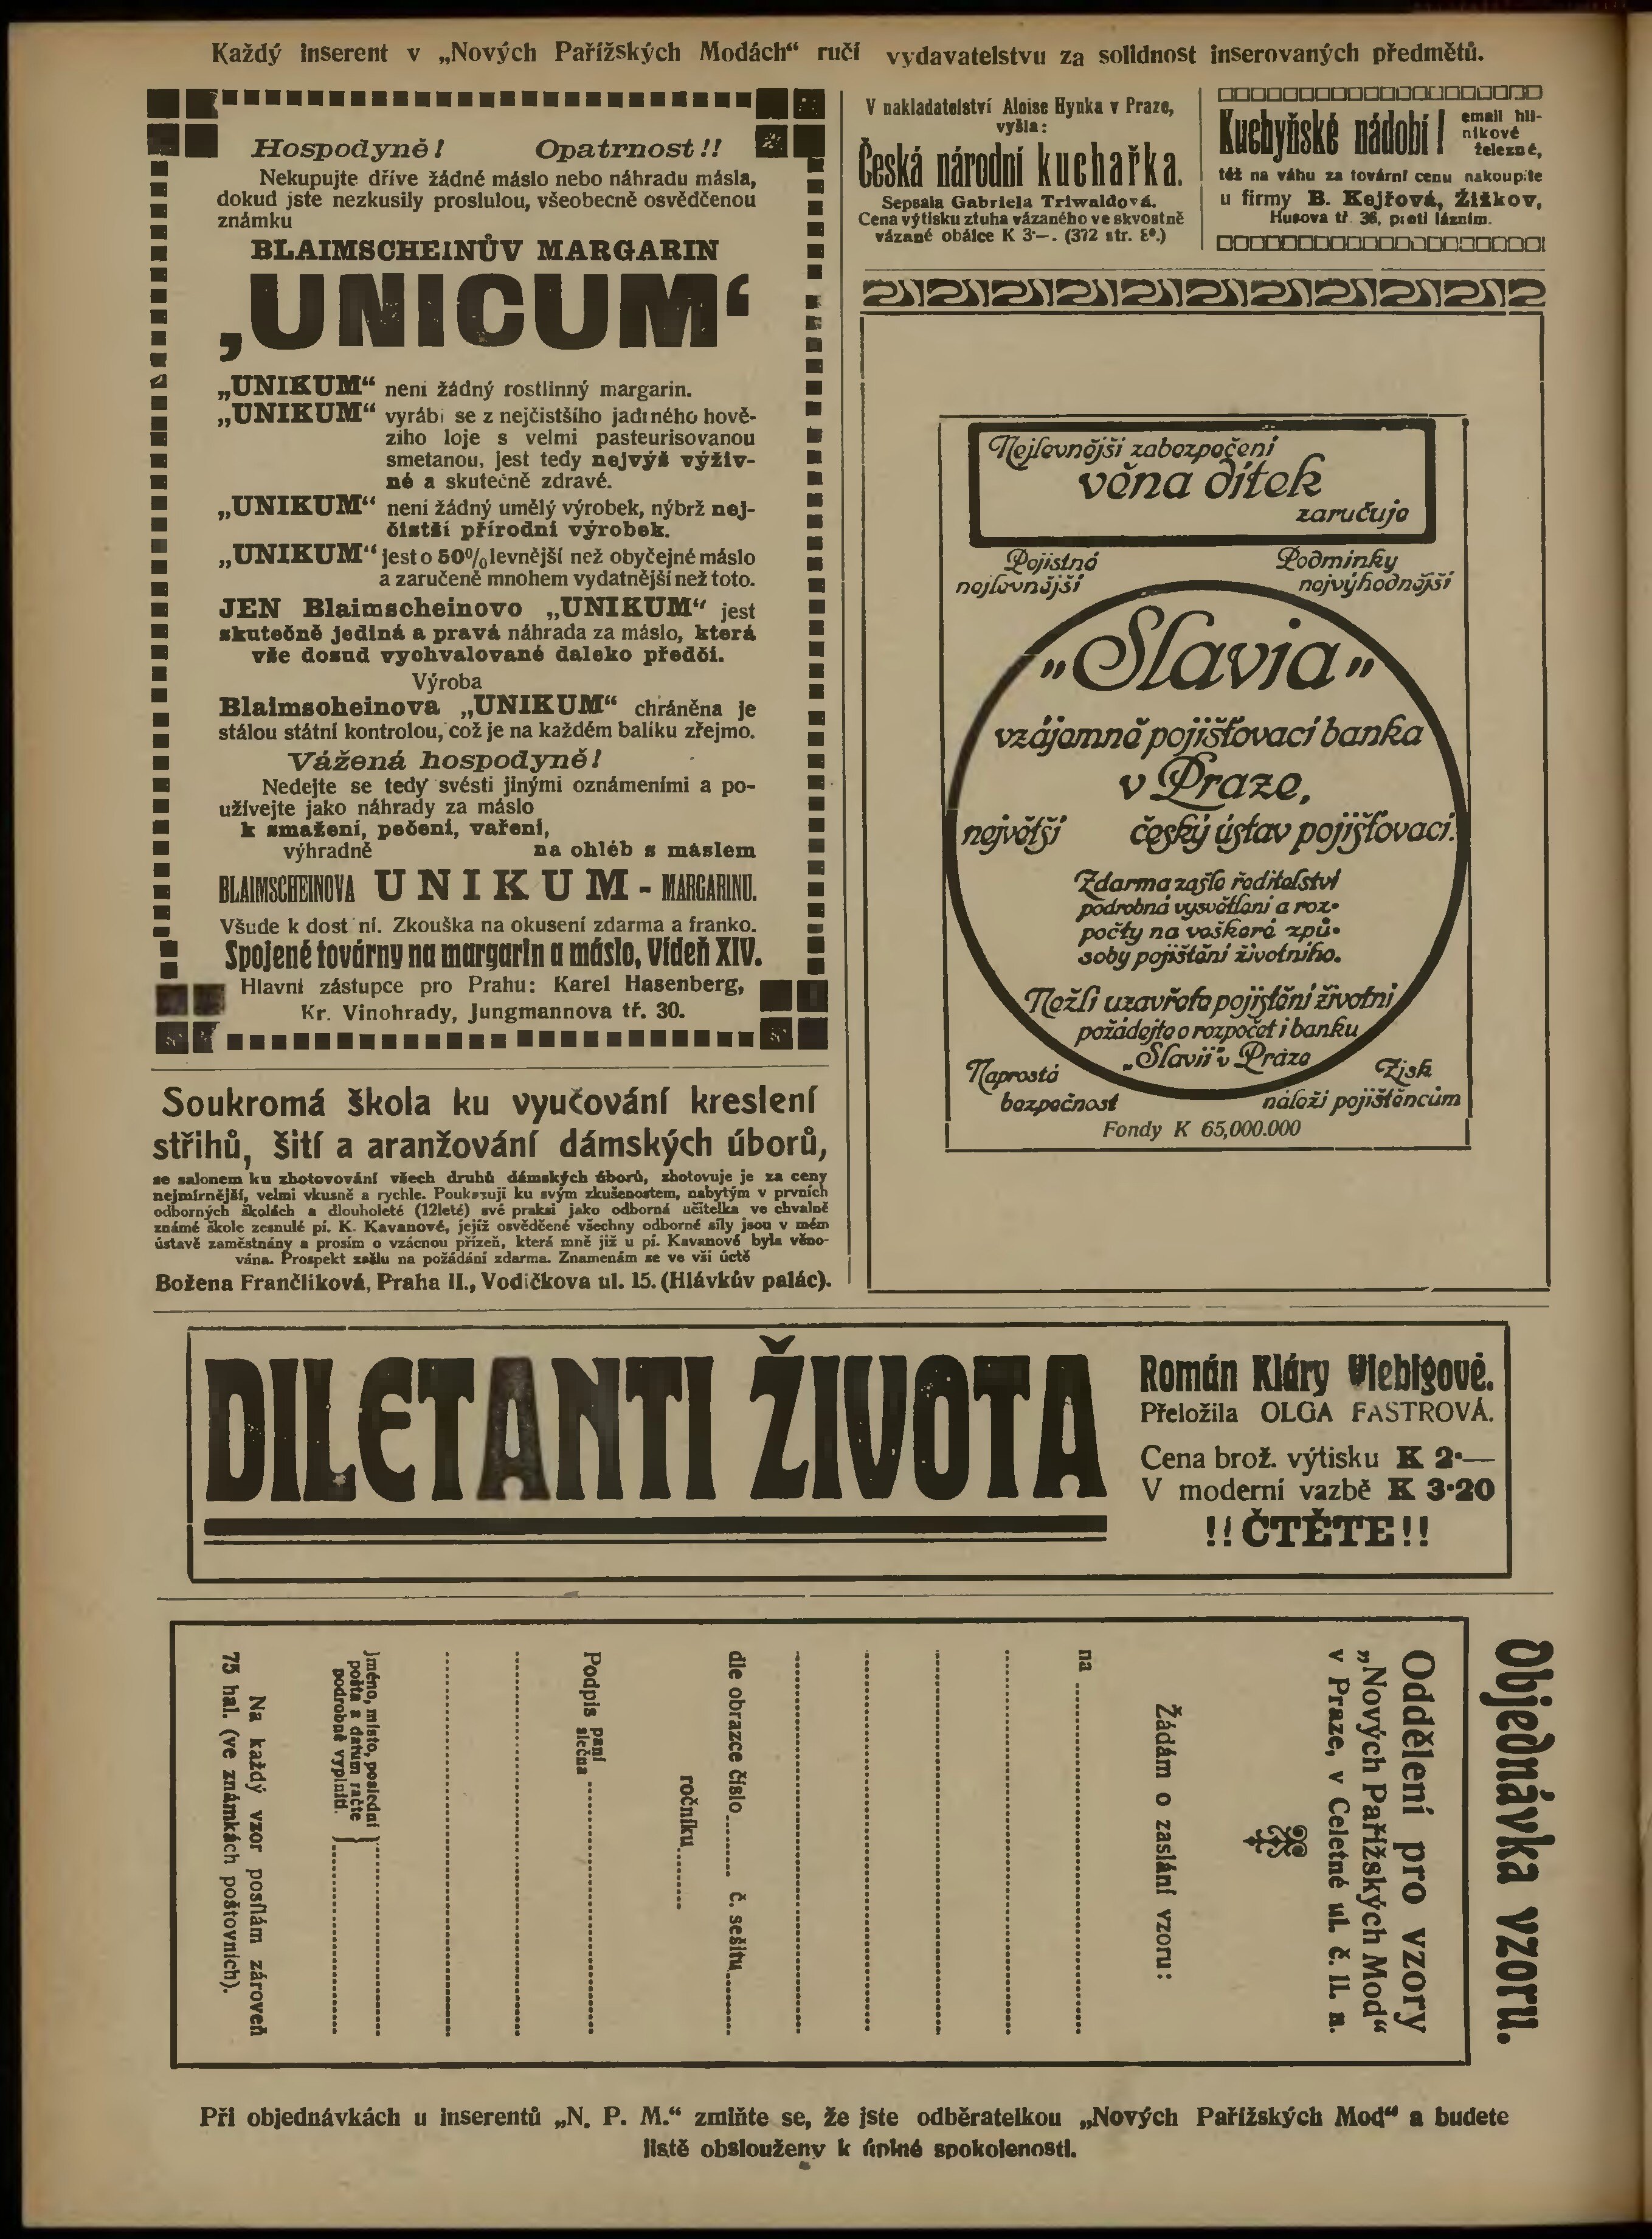 Každý inserent v „Nových Pařížských Modách“ ručí vydavatelstvu za solidnost inserovaných předmětů.
Hospodyně! Opatrnost!!
Nekupujte dříve žádné máslo nebo náhradu másla,
dokud jste nezkusily proslulou, všeobecně osvědčenou
známku
BLAIMSCHEINŮV MARGARIN
‚UNICUM‘
„UNIKUM“ není žádný rostlinný margarin.
„UNIKUM“ vyrábí se z nejčistšího jadrného hově-
zího loje s velmi pasteurisovanou
smetanou, jest tedy nejvýš výživ-
né a skutečně zdravé.
„UNIKUM“ není žádný umělý výrobek, nýbrž nej-
čistší přírodní výrobek.
„UNIKUM“ jest o 50% levnější než obyčejné máslo
a zaručeně mnohem vydatnější než toto.
JEN Blaimscheinovo „UNIKUM“ jest
skutečně jediná a pravá náhrada za máslo, která
vše dosud vychvalované daleko předčí.
Výroba
Blaimscheinova „UNIKUM“ chráněna je
stálou státní kontrolou, což je na každém balíku zřejmo.
Vážená hospodyně!
Nedejte se tedy svésti jinými oznámeními a po-
užívejte jako náhrady za máslo
k smažení, pečení, vaření,
výhradně na chléb s máslem
BLAIMSCHEINOVA UNIKUM-MARGARINU.
Všude k dostání. Zkouška na okusení zdarma a franko.
Spojené továrny na margarin a máslo, Vídeň XIV.
Hlavní zástupce pro Prahu: Karel Hasenberg,
Kr. Vinohrady, Jungmannova tř. 30.
Soukromá škola ku vyučování kreslení
střihů, šití a aranžování dámských úborů,
se salonem ku zhotovování všech druhů dámských úborů, zhotovuje je za ceny
nejmírnější, velmi vkusně a rychle. Poukazuji ku svým zkušenostem, nabytým v prvních
odborných školách a dlouholeté (12leté) své praksi jako odborná učitelka ve chvalně
známé škole zesnulé pí. K. Kavanové, jejíž osvědčené všechny odborné síly jsou v mém
ústavě zaměstnány a prosím o vzácnou přízeň, která mně již u pí. Kavanové byla věno-
vána. Prospekt zašlu na požádání zdarma. Znamenám se ve vší úctě
Božena Frančlíková, Praha II., Vodičkova ul. 15. (Hlávkův palác).
V nakladatelství Aloise Hynka v Praze,
vyšla:
Česká národní kuchařka.
Sepsala Gabriela Triwaldová.
Cena výtisku ztuha vázaného ve skvostně
vázané obálce K 3·—. (372 str. 8°.)
Kuchyňské nádobí! email hli-
níkové
železné,
též na váhu za tovární cenu nakoupíte
u firmy B. Kejřová, Žižkov,
Husova tř. 36, proti lázním.
Nejlevnější zabezpečení
věna dítek
zaručuje
Pojistné
nejlevnější
Podmínky
nejvýhodnější
„Slavia„
vzájemně pojišťovací banka
v Praze,
největší český ústav pojišťovací.
Zdarma zašle ředitelství
podrobná vysvětlení a roz-
počty na veškeré způ-
soby pojištění životního.
Nežli uzavřete pojištění životní
požádejte o rozpočet i banku
„Slavii“ v Praze
Naprostá
bezpečnost
Zisk
náleží pojištěncům
Fondy K 65,000.000
DILETANTI ŽIVOTA
Román Kláry Viebigové.
Přeložila OLGA FASTROVÁ.
Cena brož. výtisku K 2·—
V moderní vazbě K 3·20
!!ČTĚTE!!
Objednávka vzoru.
Oddělení pro vzory
„Nových Pařížských Mod“
v Praze, v Celetné ul. č. 11. n.
Žádám o zaslání vzoru:
na
dle obrazce číslo........ č. sešitu........
ročníku........
Podpis paní
slečna
Jméno, místo, poslední
pošta a datum račte
podrobně vyplniti.
Na každý vzor posílám zároveň
75 hal. (ve známkách poštovních).
Při objednávkách u inserentů „N. P. M.“ zmiňte se, že jste odběratelkou „Nových Pařížských Mod“ a budete
jistě obslouženy k úplné spokolenosti.